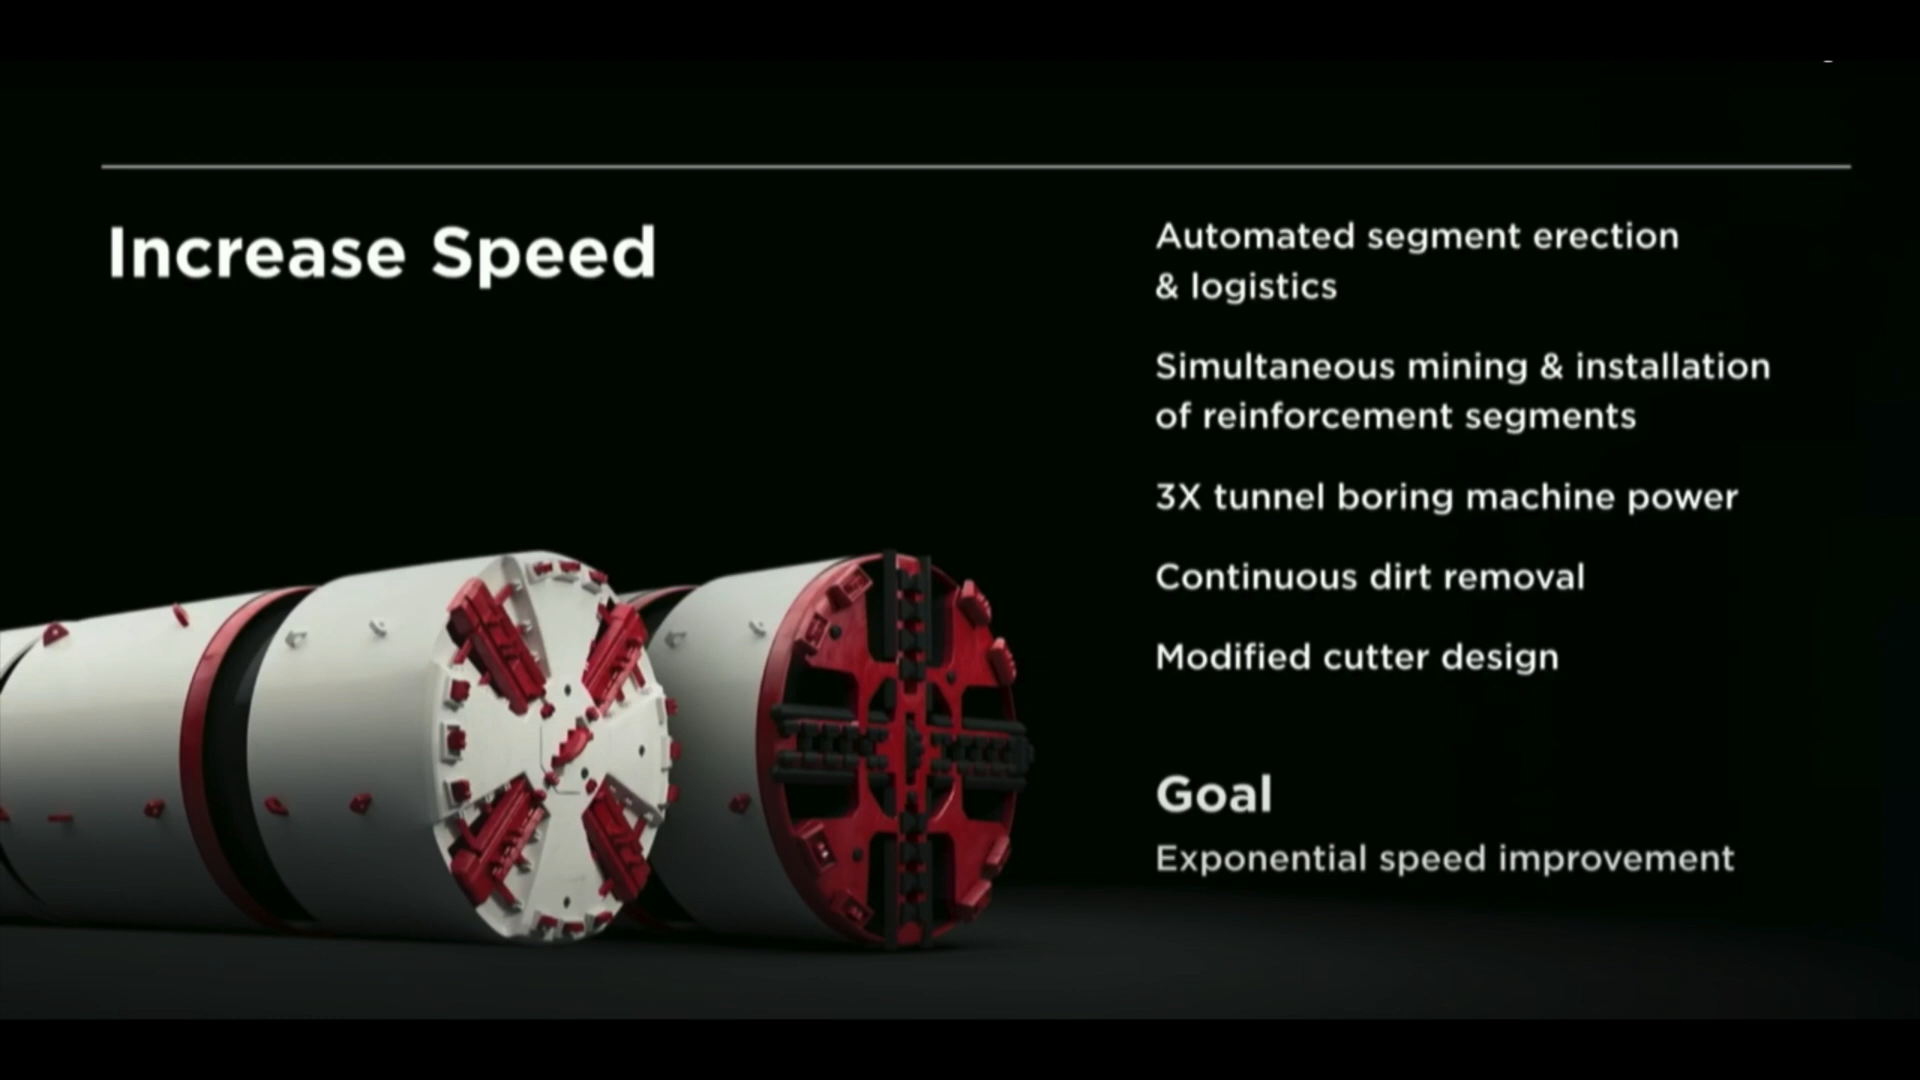 Increase Speed
Automated segment erection
& logistics
Simultaneous mining & installation
of reinforcement segments
3X tunnel boring machine power
Continuous dirt removal
Modified cutter design
Goal
Exponential speed improvement